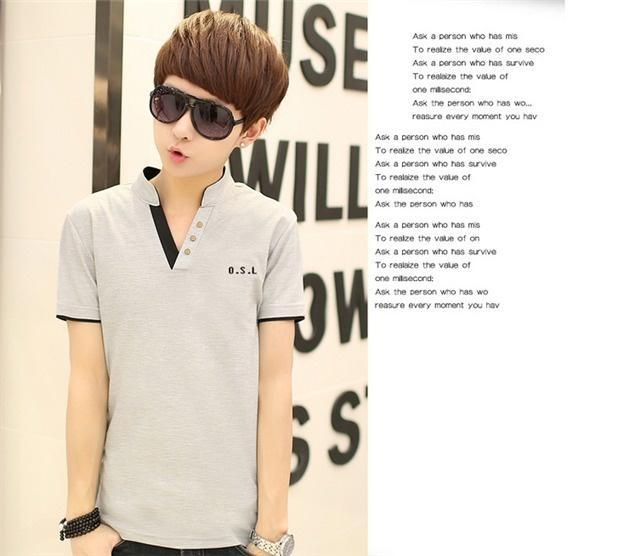 MUSE
WILL
OW
S S
O.S.L
Ask a person who has mis
To realize the value of one seco
Ask a person who has survive
To realaize the value of
one millisecond:
Ask the person who has wo...
reasure every moment you hav
Ask a person who has mis
To realize the value of one seco
Ask a person who has survive
To realaize the value of
one millisecond:
Ask the person who has
Ask a person who has mis
To realize the value of on
Ask a person who has survive
To realaize the value of
one millisecond:
Ask the person who has wo
reasure every moment you hav